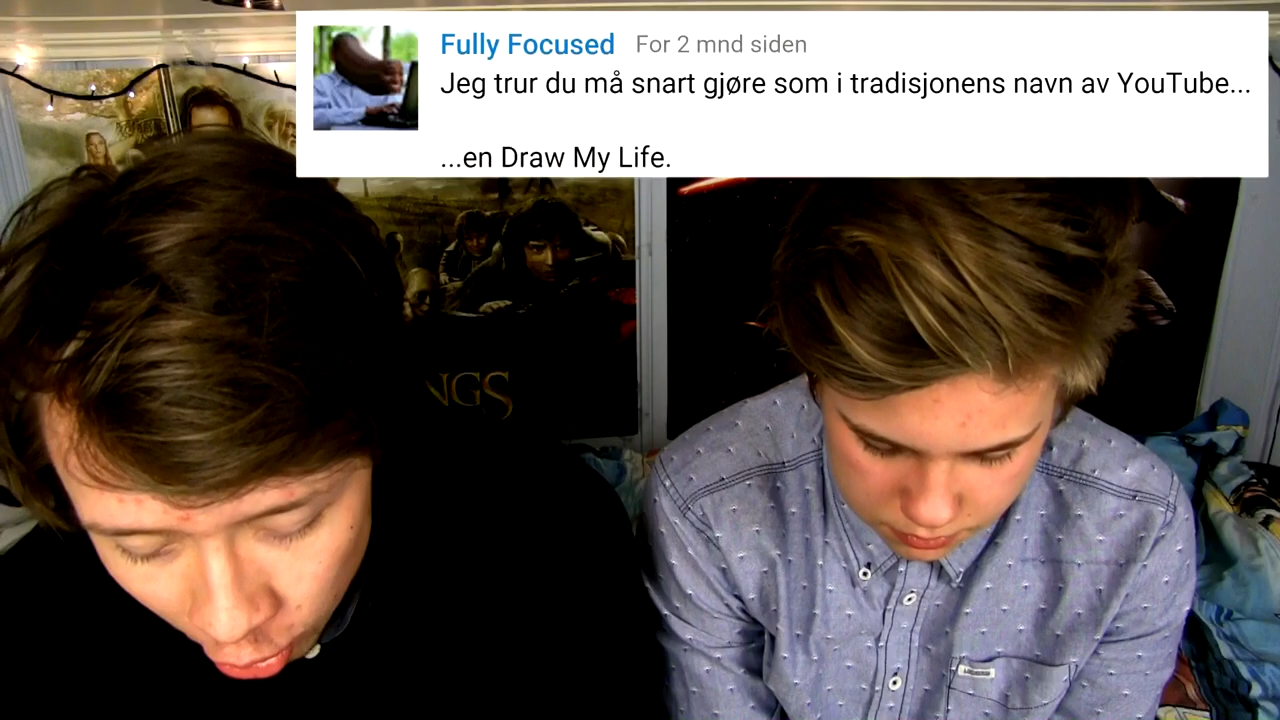 Fully Focused For 2 mnd siden
Jeg trur du må snart gjøre som i tradisjonens navn av YouTube...
...en Draw My Life.
NGS